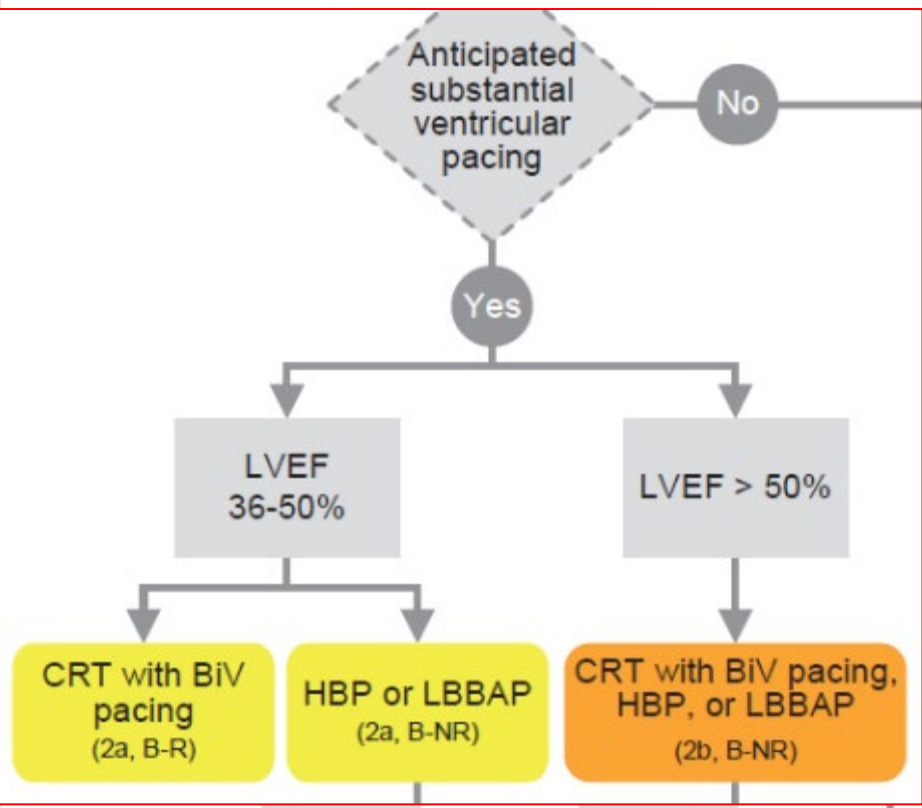 Anticipated
substantial
ventricular
pacing
No
Yes
LVEF
36-50%
LVEF > 50%
CRT with BiV
pacing
(2a, B-R)
HBP or LBBAP
(2a, B-NR)
CRT with BiV pacing,
HBP, or LBBAP
(2b, B-NR)